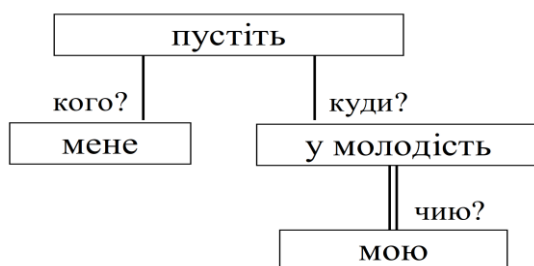 пустіть
кого? куди?
мене у молодість
чию?
мою